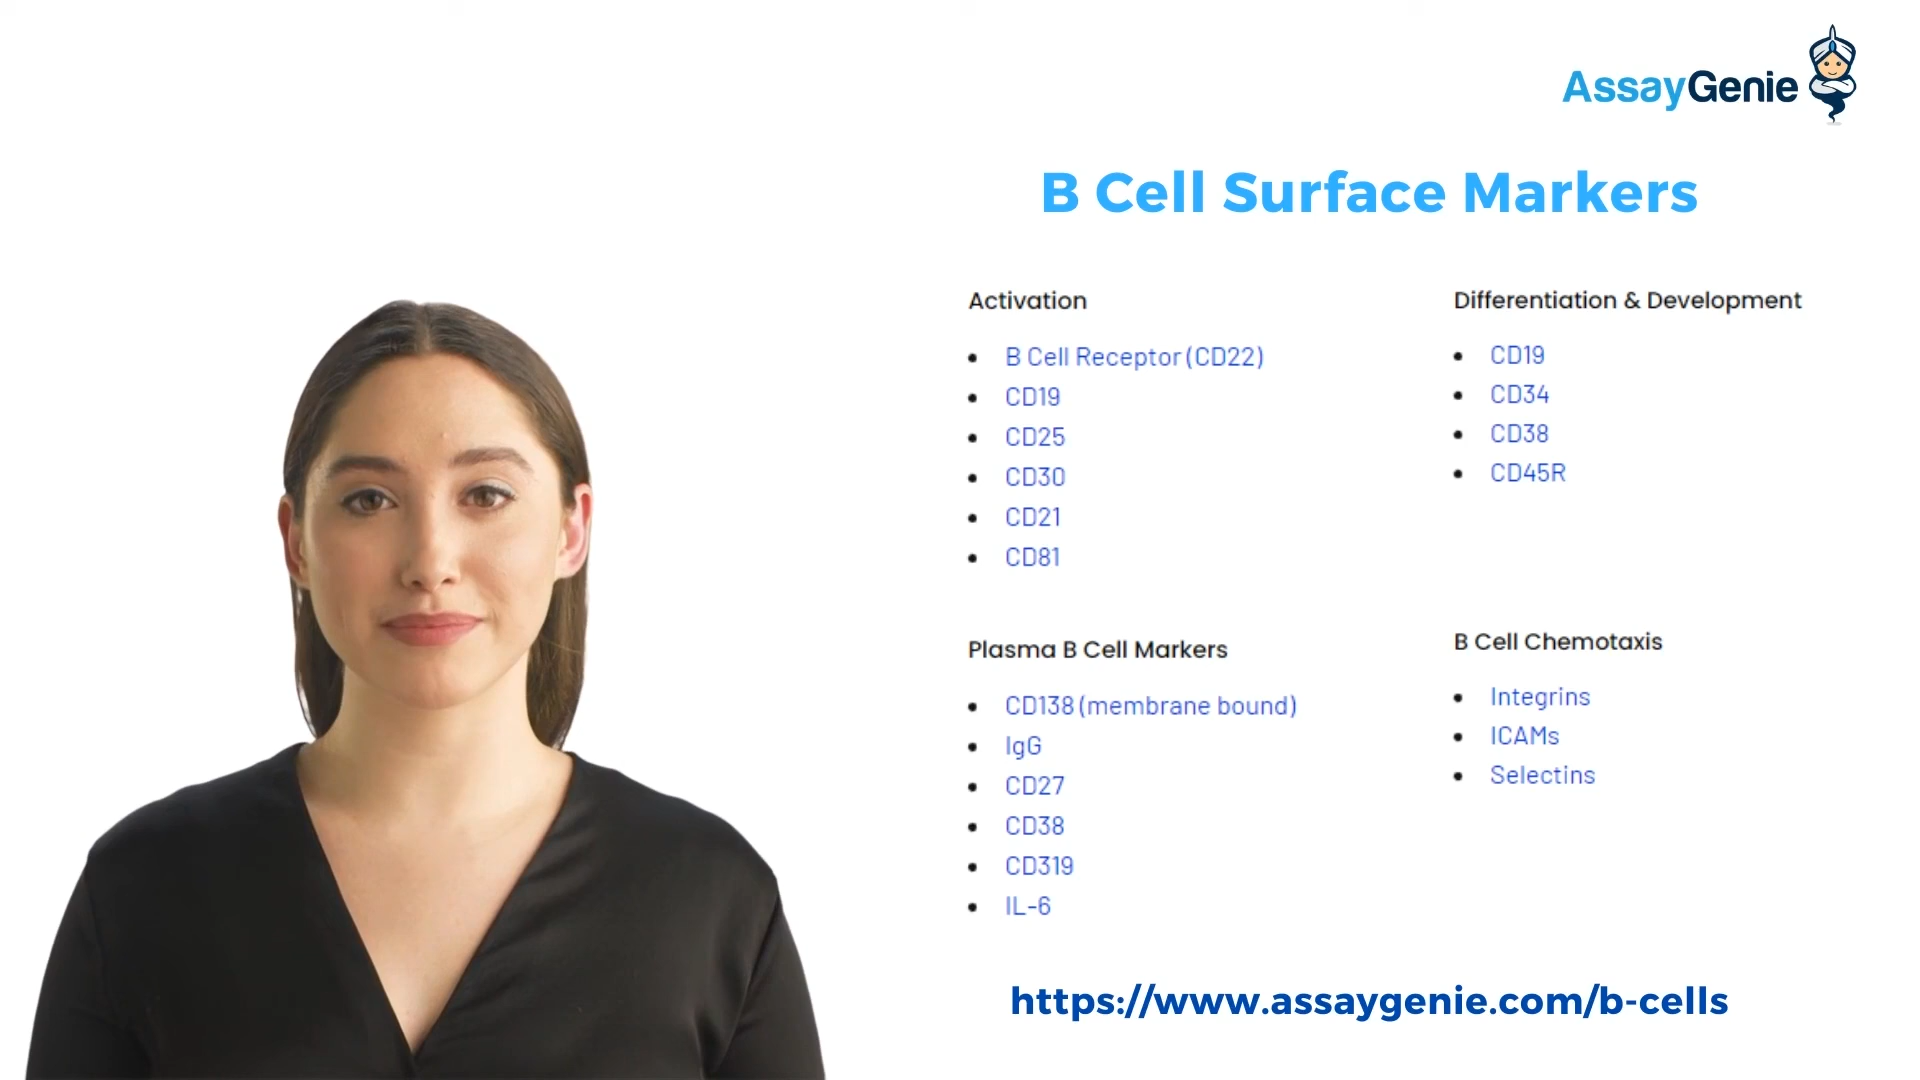 AssayGenie
B Cell Surface Markers
Activation
B Cell Receptor (CD22)
CD19
CD25
CD30
CD21
CD81
Differentiation & Development
CD19
CD34
CD38
CD45R
Plasma B Cell Markers
CD138 (membrane bound)
IgG
CD27
CD38
CD319
IL-6
B Cell Chemotaxis
Integrins
ICAMs
Selectins
https://www.assaygenie.com/b-cells